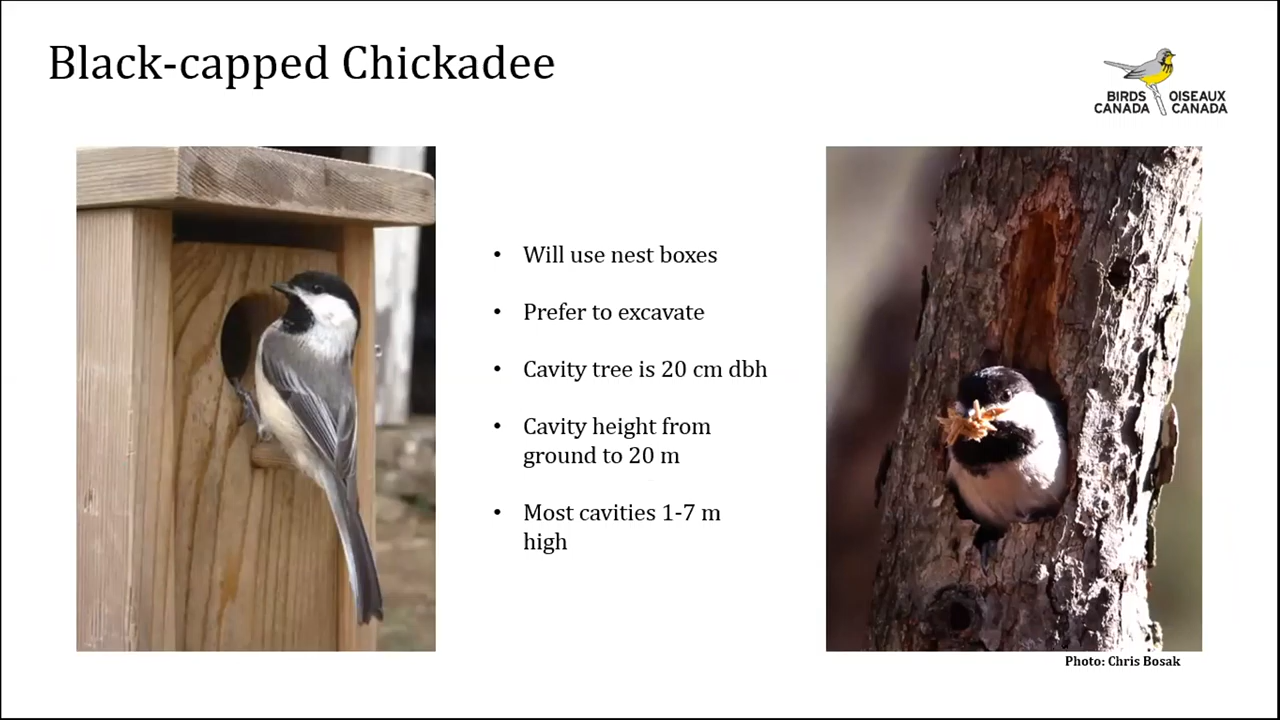 Black-capped Chickadee
BIRDS CANADA
OISEAUX CANADA
• Will use nest boxes
• Prefer to excavate
• Cavity tree is 20 cm dbh
• Cavity height from
ground to 20 m
• Most cavities 1-7 m
high
Photo: Chris Bosak